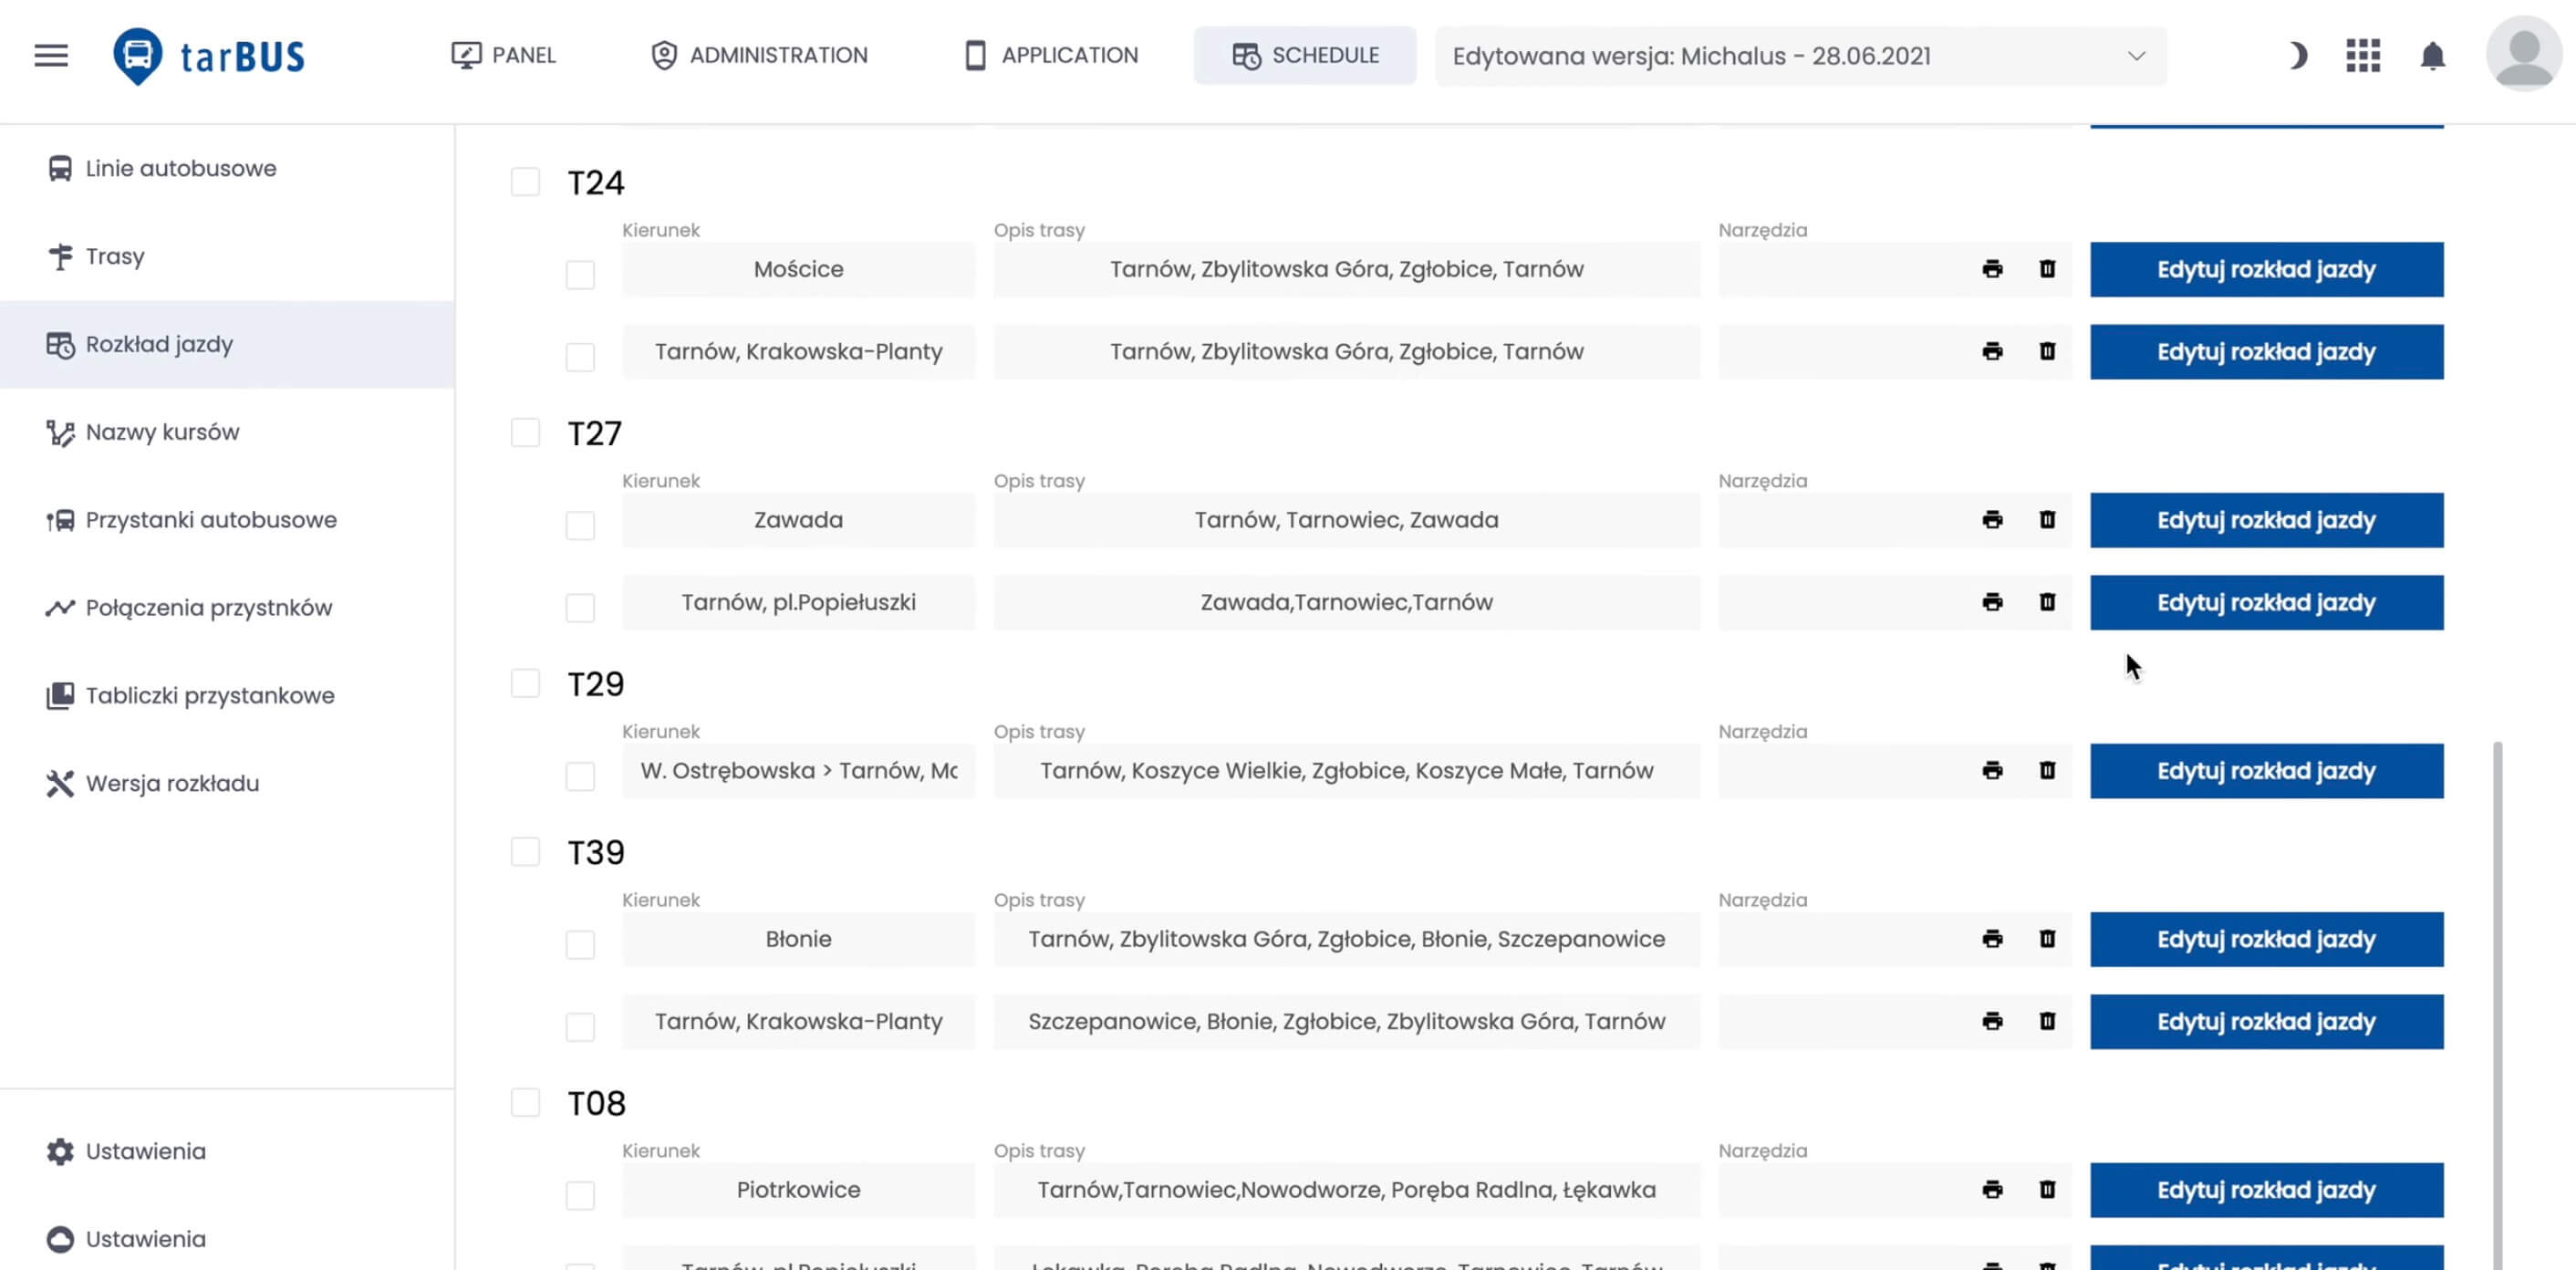 tarBUS
PANEL
ADMINISTRATION
APPLICATION
SCHEDULE
Edytowana wersja: Michalus - 28.06.2021
Linie autobusowe
Trasy
Rozkład jazdy
Nazwy kursów
Przystanki autobusowe
Połączenia przystnków
Tabliczki przystankowe
Wersja rozkładu
Ustawienia
Ustawienia
T24
Kierunek Opis trasy Narzędzia
Mościce Tarnów, Zbylitowska Góra, Zgłobice, Tarnów Edytuj rozkład jazdy
Tarnów, Krakowska-Planty Tarnów, Zbylitowska Góra, Zgłobice, Tarnów Edytuj rozkład jazdy
T27
Kierunek Opis trasy Narzędzia
Zawada Tarnów, Tarnowiec, Zawada Edytuj rozkład jazdy
Tarnów, pl.Popiełuszki Zawada,Tarnowiec,Tarnów Edytuj rozkład jazdy
T29
Kierunek Opis trasy Narzędzia
W. Ostrębowska > Tarnów, Mc Tarnów, Koszyce Wielkie, Zgłobice, Koszyce Małe, Tarnów Edytuj rozkład jazdy
T39
Kierunek Opis trasy Narzędzia
Błonie Tarnów, Zbylitowska Góra, Zgłobice, Błonie, Szczepanowice Edytuj rozkład jazdy
Tarnów, Krakowska-Planty Szczepanowice, Błonie, Zgłobice, Zbylitowska Góra, Tarnów Edytuj rozkład jazdy
T08
Kierunek Opis trasy Narzędzia
Piotrkowice Tarnów,Tarnowiec,Nowodworze, Poręba Radlna, Łękawka Edytuj rozkład jazdy